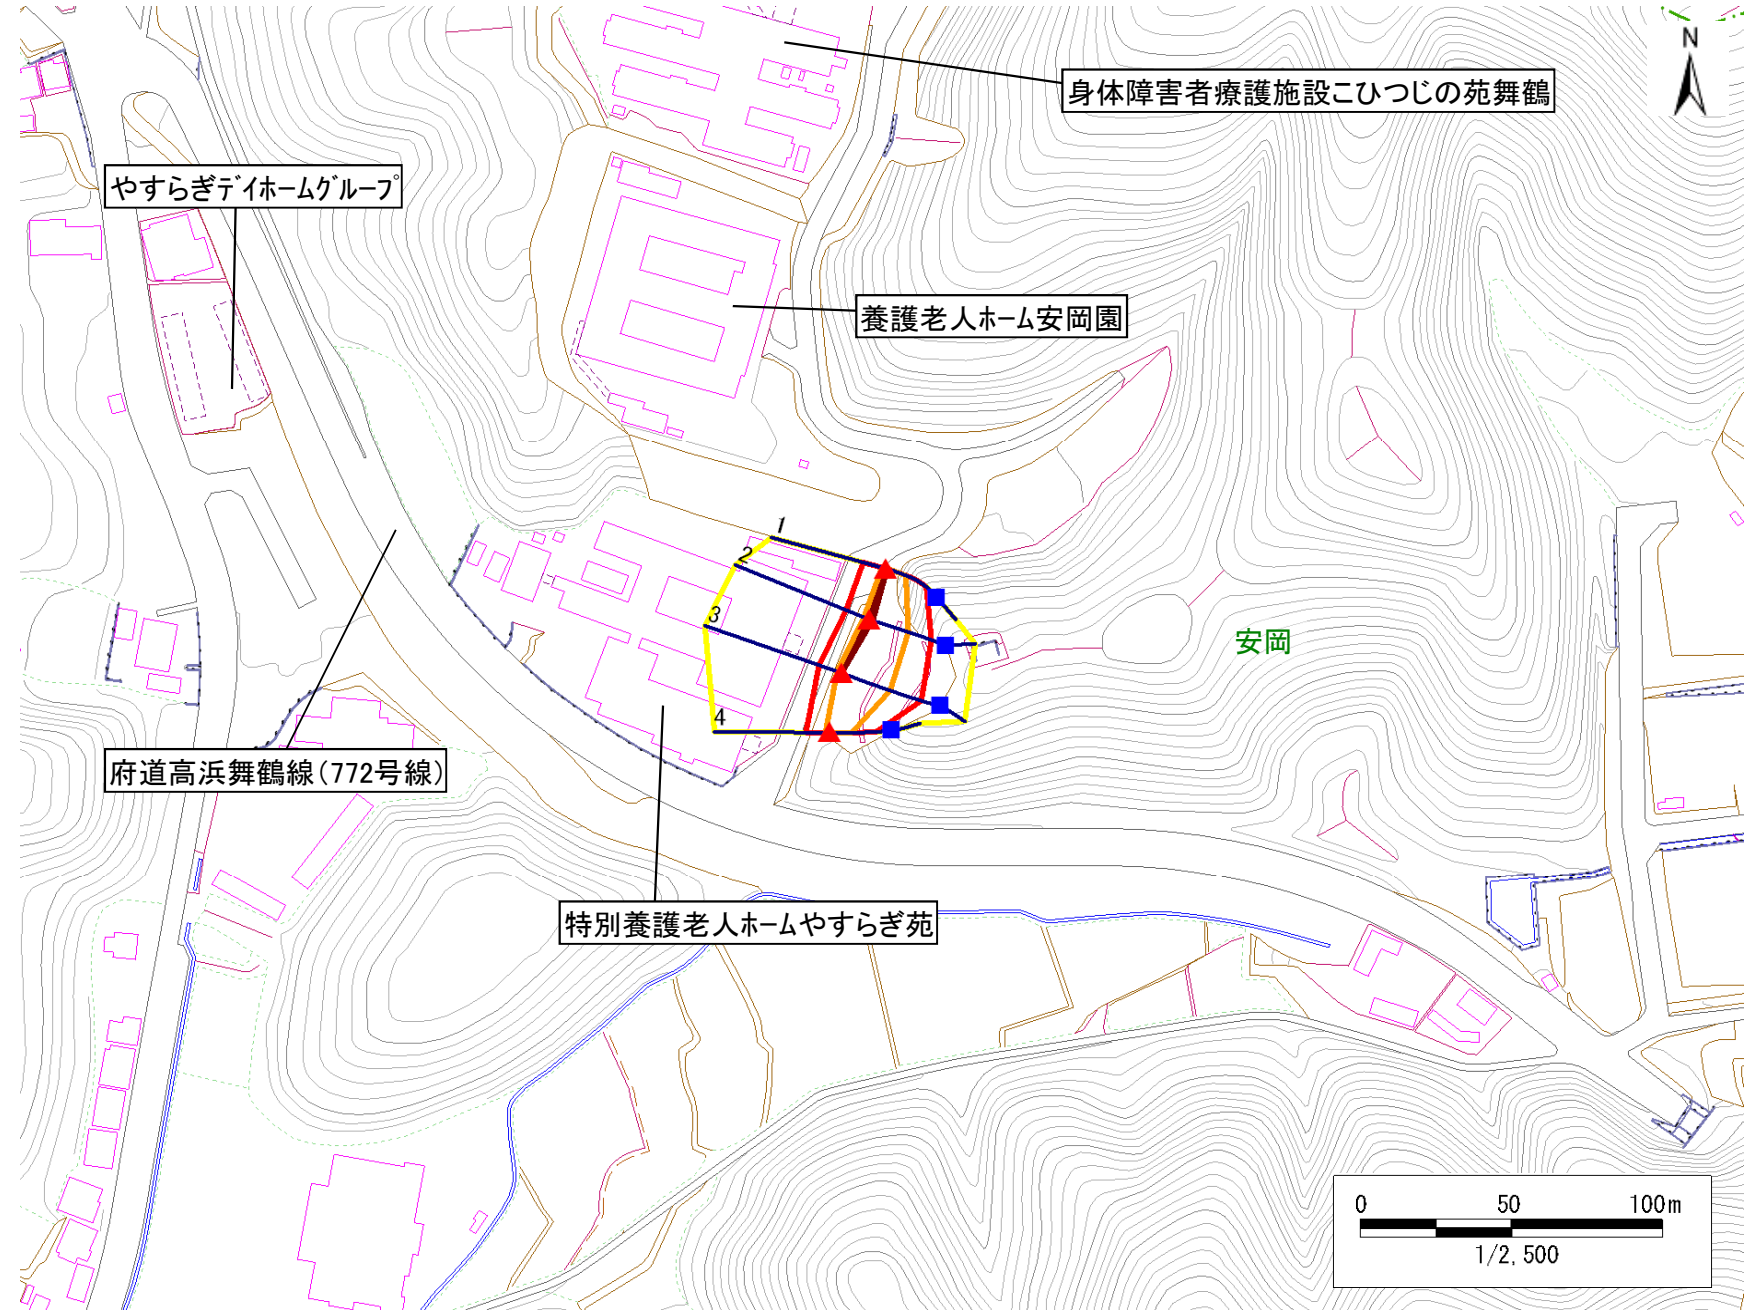 N
身体障害者療護施設こひつじの苑舞鶴
やすらぎデイホームグループ
養護老人ホーム安岡園
1
2
3
4
安岡
府道高浜舞鶴線(772号線)
特別養護老人ホームやすらぎ苑
0 50 100m
1/2,500